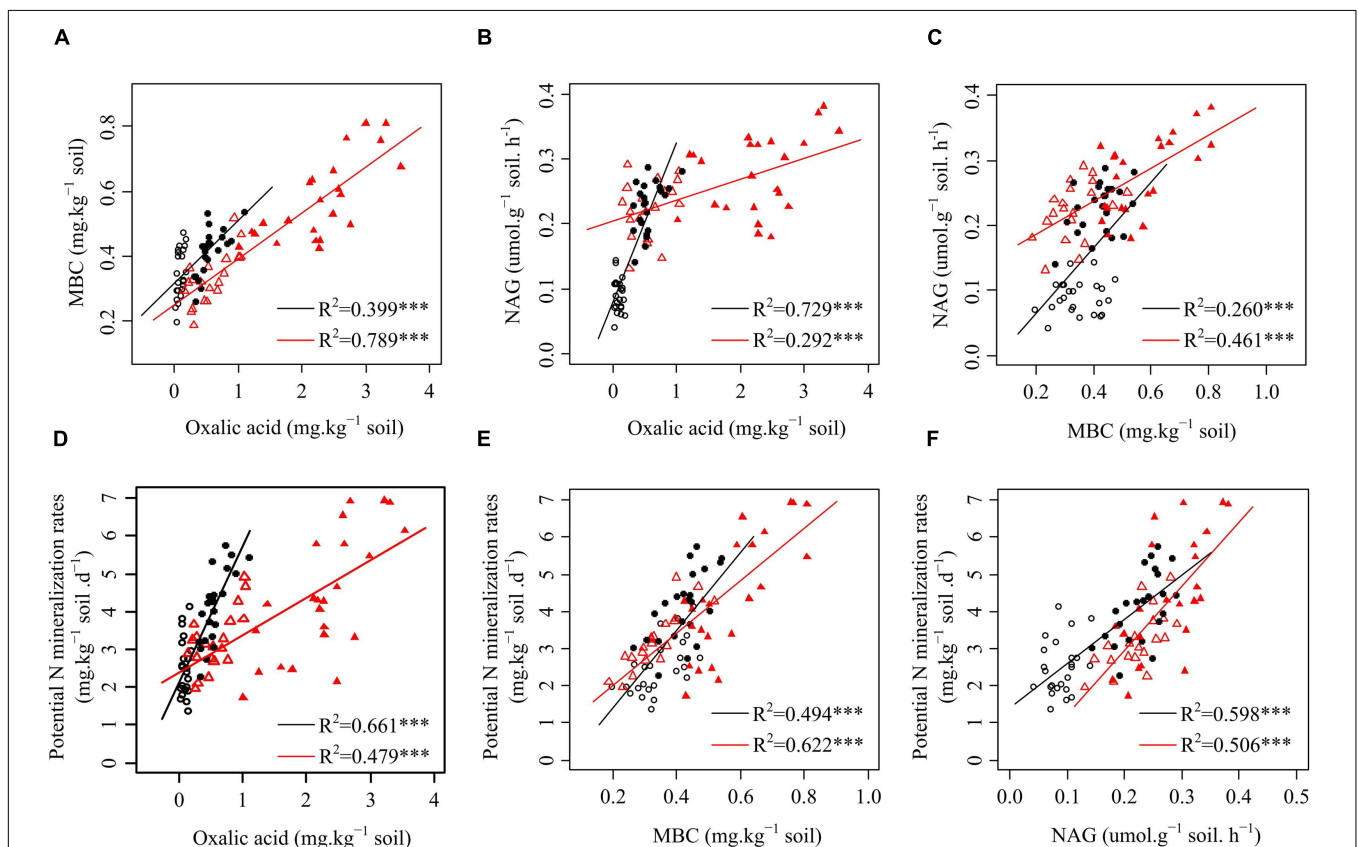 A
MBC (mg.kg⁻¹ soil)
0.2 0.4 0.6 0.8
0 1 2 3 4
R²=0.399***
R²=0.789***
Oxalic acid (mg.kg⁻¹ soil)
B
NAG (umol.g⁻¹ soil. h⁻¹)
0.0 0.1 0.2 0.3 0.4
0 1 2 3 4
R²=0.729***
R²=0.292***
Oxalic acid (mg.kg⁻¹ soil)
C
NAG (umol.g⁻¹ soil. h⁻¹)
0.0 0.1 0.2 0.3 0.4
0.2 0.4 0.6 0.8 1.0
R²=0.260***
R²=0.461***
MBC (mg.kg⁻¹ soil)
D
Potential N mineralization rates
(mg.kg⁻¹ soil .d⁻¹)
0 1 2 3 4 5 6 7
0 1 2 3 4
R²=0.661***
R²=0.479***
Oxalic acid (mg.kg⁻¹ soil)
E
Potential N mineralization rates
(mg.kg⁻¹ soil .d⁻¹)
0 1 2 3 4 5 6 7
0.2 0.4 0.6 0.8 1.0
R²=0.494***
R²=0.622***
MBC (mg.kg⁻¹ soil)
F
Potential N mineralization rates
(mg.kg⁻¹ soil .d⁻¹)
0 1 2 3 4 5 6 7
0.0 0.1 0.2 0.3 0.4 0.5
R²=0.598***
R²=0.506***
NAG (umol.g⁻¹ soil. h⁻¹)